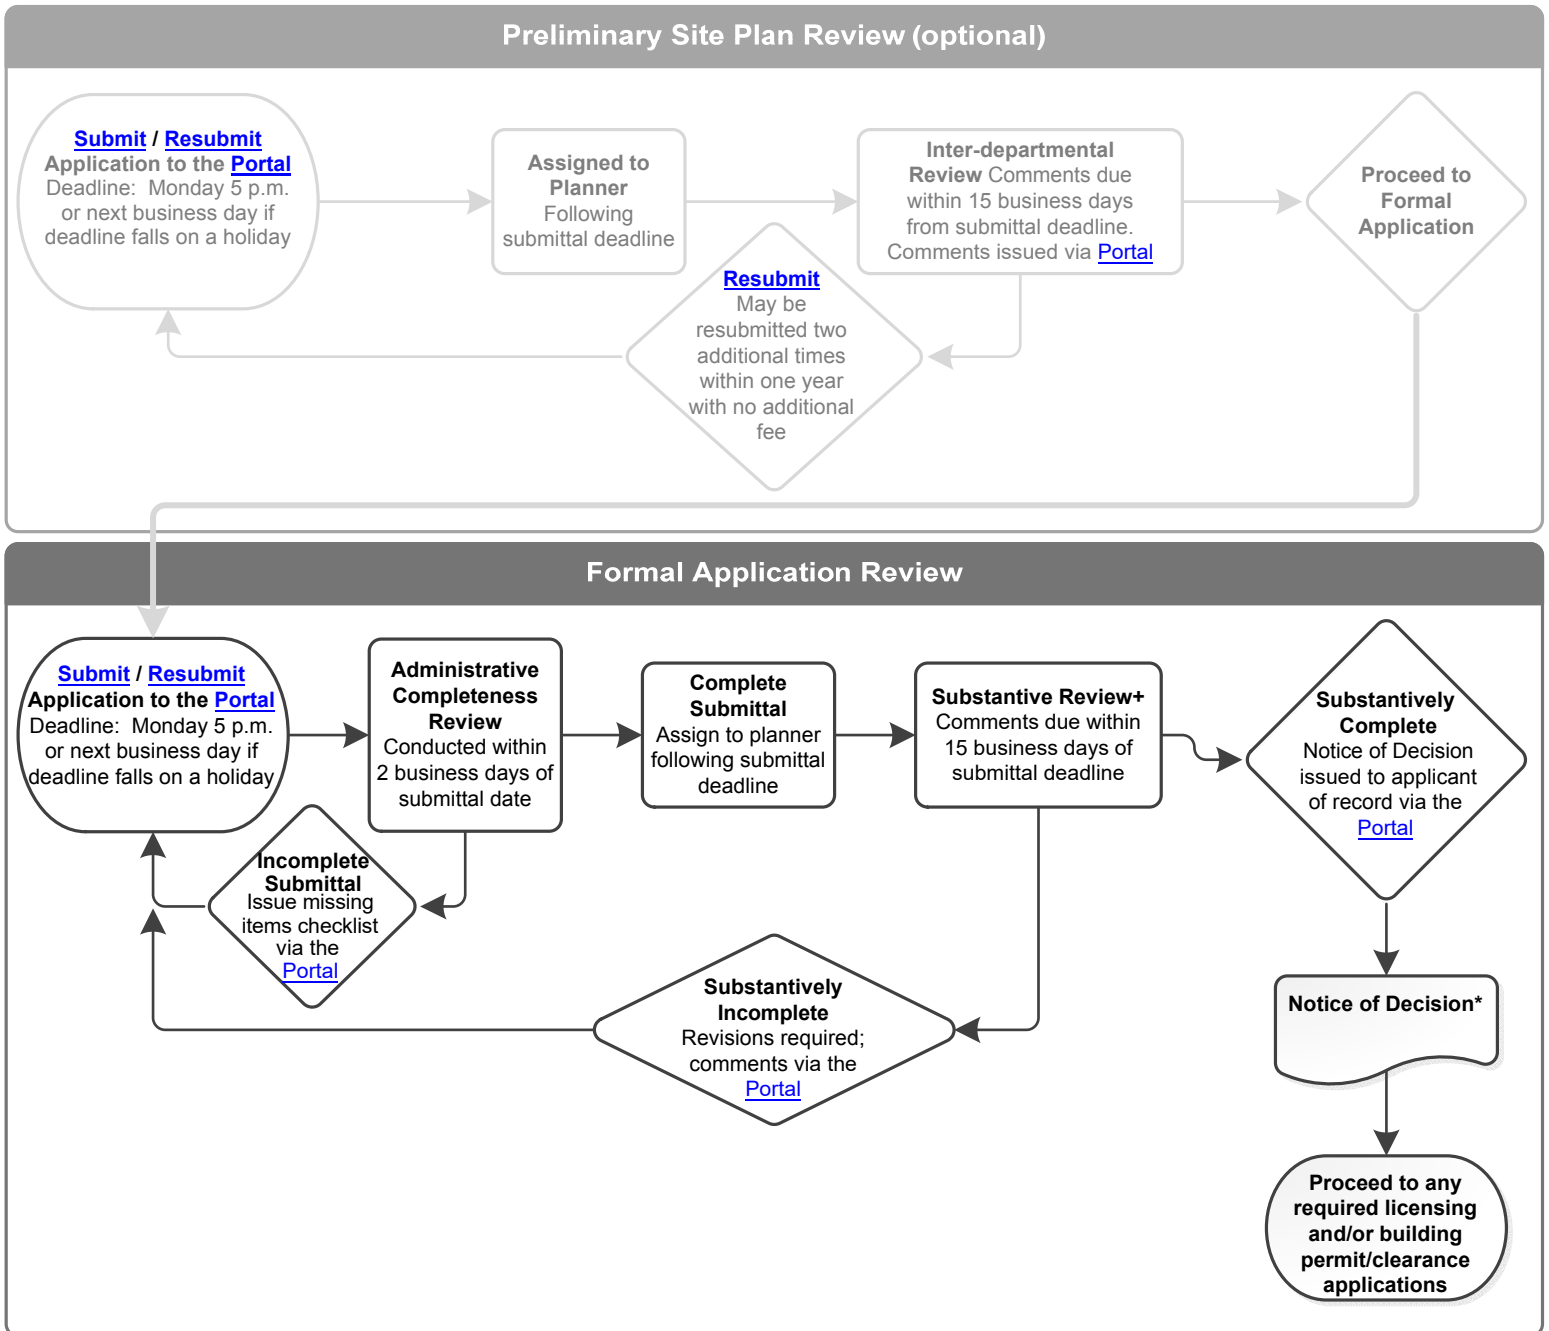 Preliminary Site Plan Review (optional)
Submit / Resubmit
Application to the Portal
Deadline:  Monday 5 p.m.
or next business day if
deadline falls on a holiday
Assigned to
Planner
Following
submittal deadline
Inter-departmental
Review Comments due
within 15 business days
from submittal deadline.
Comments issued via Portal
Proceed to
Formal
Application
Resubmit
May be
resubmitted two
additional times
within one year
with no additional
fee
Formal Application Review
Submit / Resubmit
Application to the Portal
Deadline:  Monday 5 p.m.
or next business day if
deadline falls on a holiday
Administrative
Completeness
Review
Conducted within
2 business days of
submittal date
Complete
Submittal
Assign to planner
following submittal
deadline
Substantive Review+
Comments due within
15 business days of
submittal deadline
Substantively
Complete
Notice of Decision
issued to applicant
of record via the
Portal
Incomplete
Submittal
Issue missing
items checklist
via the
Portal
Substantively
Incomplete
Revisions required;
comments via the
Portal
Notice of Decision*
Proceed to any
required licensing
and/or building
permit/clearance
applications